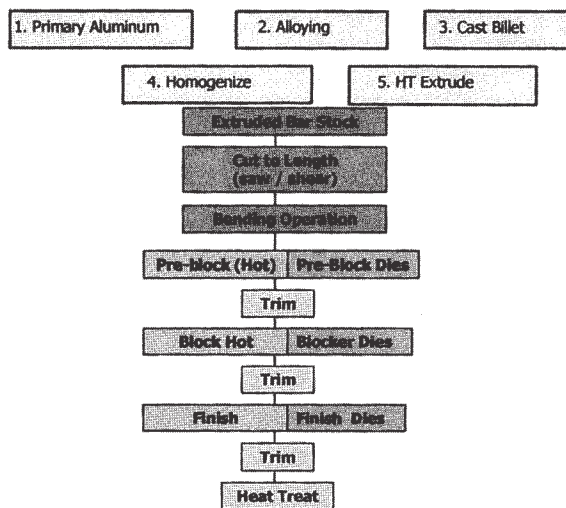 1. Primary Aluminum
2. Alloying
3. Cast Billet
4. Homogenize
5. HT Extrude
Extruded Bar Stock
Cut to Length
(saw / shear)
Bending Operation
Pre-block (Hot)
Pre-Block Dies
Trim
Block Hot
Blocker Dies
Trim
Finish
Finish Dies
Trim
Heat Treat